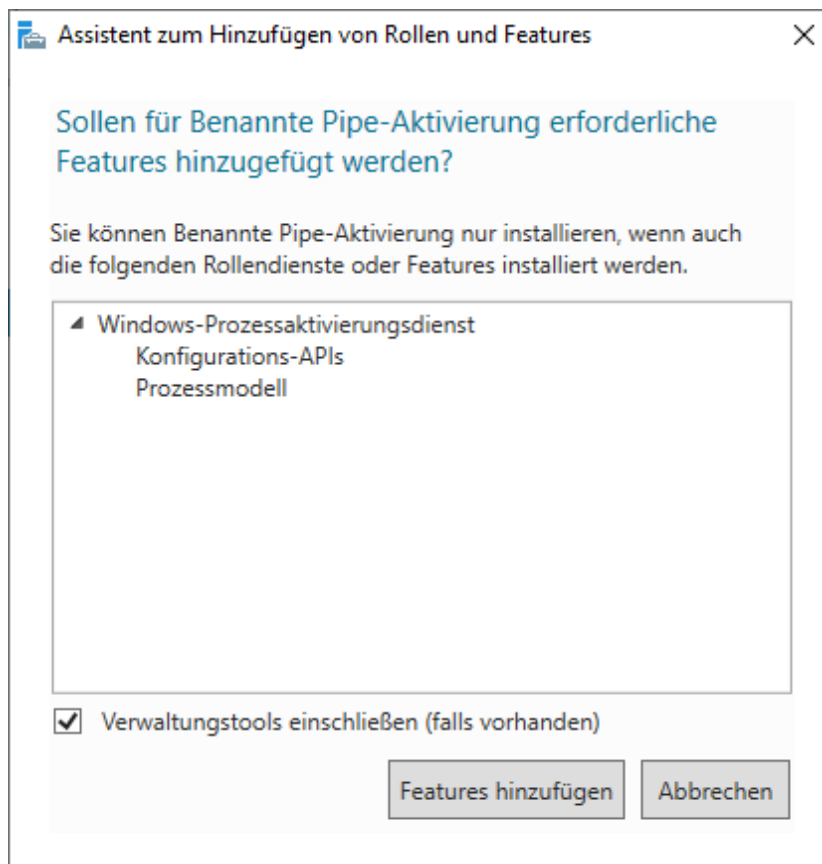 Assistent zum Hinzufügen von Rollen und Features
Sollen für Benannte Pipe-Aktivierung erforderliche
Features hinzugefügt werden?
Sie können Benannte Pipe-Aktivierung nur installieren, wenn auch
die folgenden Rollendienste oder Features installiert werden.
Windows-Prozessaktivierungsdienst
Konfigurations-APIs
Prozessmodell
Verwaltungstools einschließen (falls vorhanden)
Features hinzufügen Abbrechen